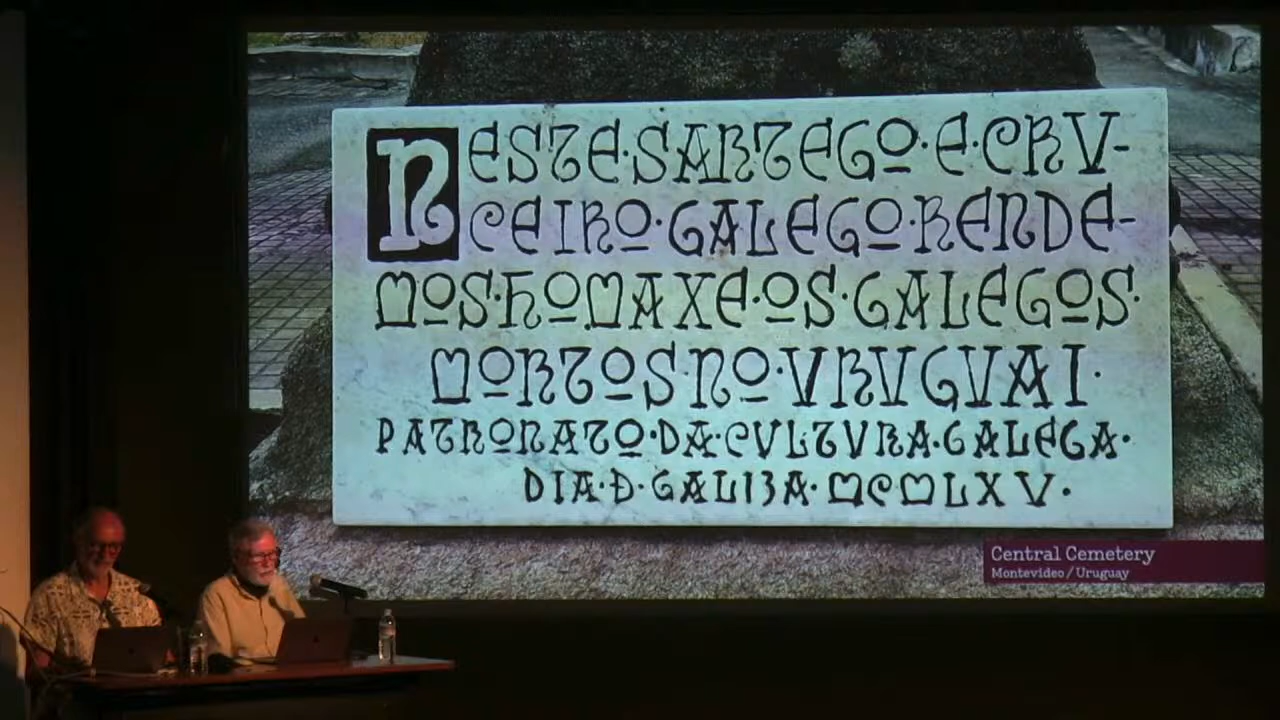 NESTE·SARTEGO·E·CRV-
CEIRO·GALEGO·RENDE-
MOS·HOMAXE·OS·GALEGOS·
MORTOS·NO·VRVGVAI·
PATRONATO·DA·CVLTVRA·GALEGA·
DIA·D·GALIZA·MCMLXV·
Central Cemetery
Montevideo/Uruguay